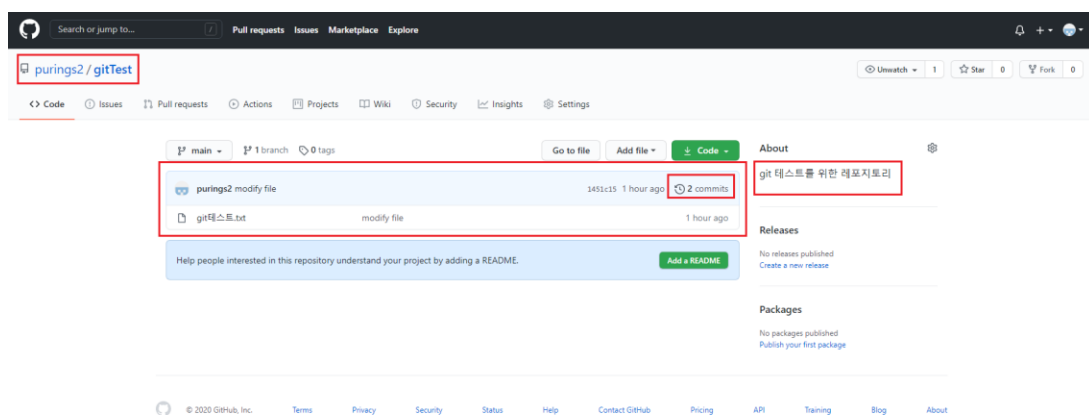 Search or jump to... /
Pull requests Issues Marketplace Explore
purings2 / gitTest
Unwatch 1 Star 0 Fork 0
Code Issues Pull requests Actions Projects Wiki Security Insights Settings
main 1 branch 0 tags Go to file Add file Code
purings2 modify file 1451c15 1 hour ago 2 commits
git테스트.txt modify file 1 hour ago
Help people interested in this repository understand your project by adding a README. Add a README
About
git 테스트를 위한 레포지토리
Releases
No releases published
Create a new release
Packages
No packages published
Publish your first package
© 2020 GitHub, Inc. Terms Privacy Security Status Help Contact GitHub Pricing API Training Blog About